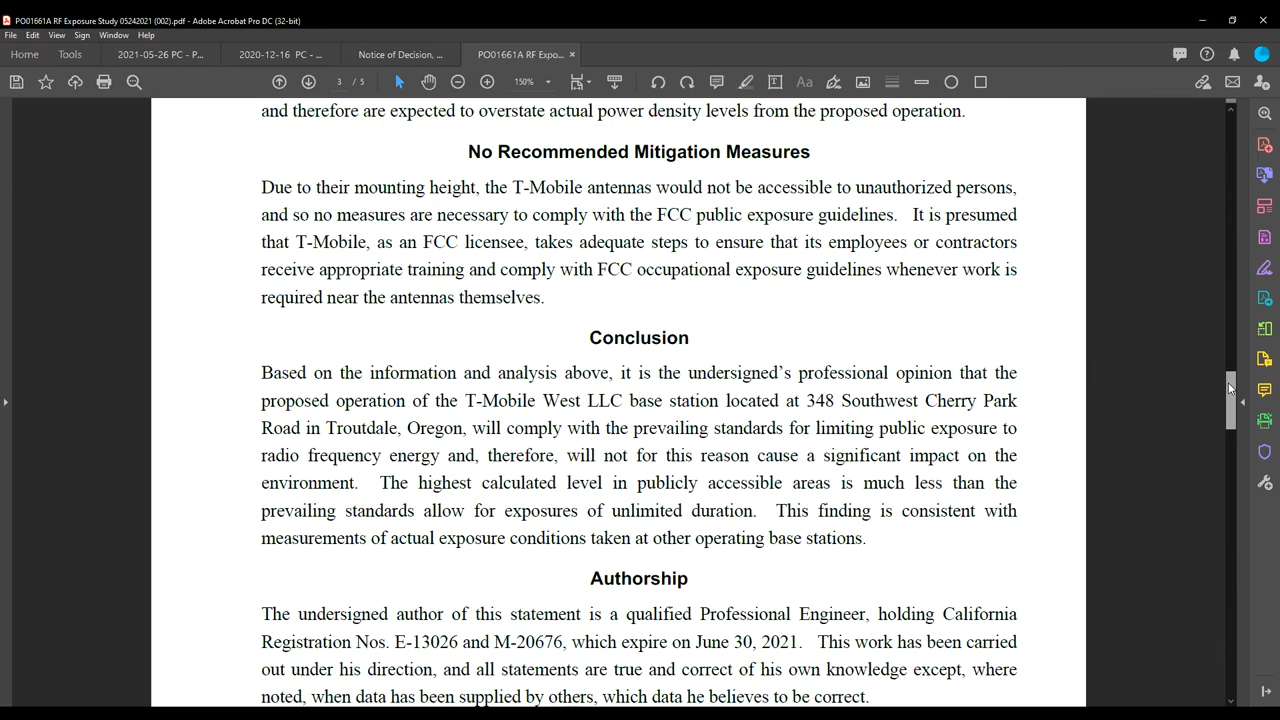 PO01661A RF Exposure Study 05242021 (002).pdf - Adobe Acrobat Pro DC (32-bit)
File Edit View Sign Window Help
Home Tools 2021-05-26 PC - P... 2020-12-16 PC - ... Notice of Decision, ... PO01661A RF Expo... ×
3 / 5 150%
and therefore are expected to overstate actual power density levels from the proposed operation.
No Recommended Mitigation Measures
Due to their mounting height, the T-Mobile antennas would not be accessible to unauthorized persons,
and so no measures are necessary to comply with the FCC public exposure guidelines. It is presumed
that T-Mobile, as an FCC licensee, takes adequate steps to ensure that its employees or contractors
receive appropriate training and comply with FCC occupational exposure guidelines whenever work is
required near the antennas themselves.
Conclusion
Based on the information and analysis above, it is the undersigned's professional opinion that the
proposed operation of the T-Mobile West LLC base station located at 348 Southwest Cherry Park
Road in Troutdale, Oregon, will comply with the prevailing standards for limiting public exposure to
radio frequency energy and, therefore, will not for this reason cause a significant impact on the
environment. The highest calculated level in publicly accessible areas is much less than the
prevailing standards allow for exposures of unlimited duration. This finding is consistent with
measurements of actual exposure conditions taken at other operating base stations.
Authorship
The undersigned author of this statement is a qualified Professional Engineer, holding California
Registration Nos. E-13026 and M-20676, which expire on June 30, 2021. This work has been carried
out under his direction, and all statements are true and correct of his own knowledge except, where
noted, when data has been supplied by others, which data he believes to be correct.